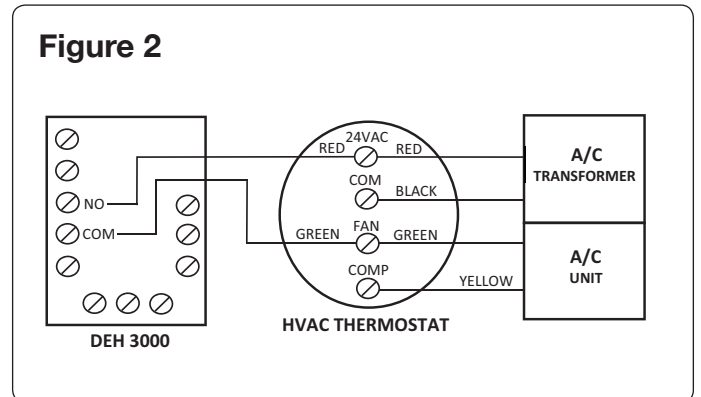 Figure 2
24VAC
RED RED
A/C
TRANSFORMER
COM
BLACK
NO
COM
FAN
GREEN GREEN
A/C
UNIT
COMP
YELLOW
HVAC THERMOSTAT
DEH 3000